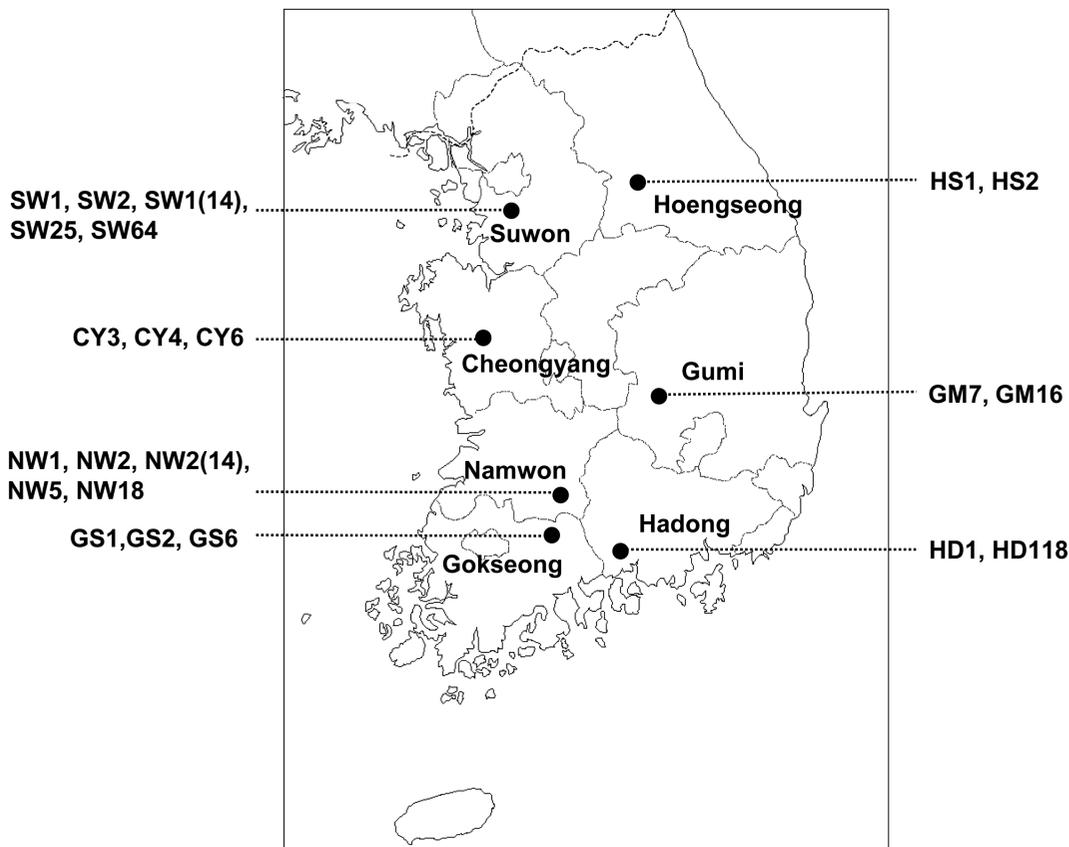 HS1, HS2
SW1, SW2, SW1(14),
SW25, SW64
Hoengseong
Suwon
CY3, CY4, CY6
Cheongyang
Gumi
GM7, GM16
NW1, NW2, NW2(14),
NW5, NW18
Namwon
Hadong
GS1,GS2, GS6
Gokseong
HD1, HD118